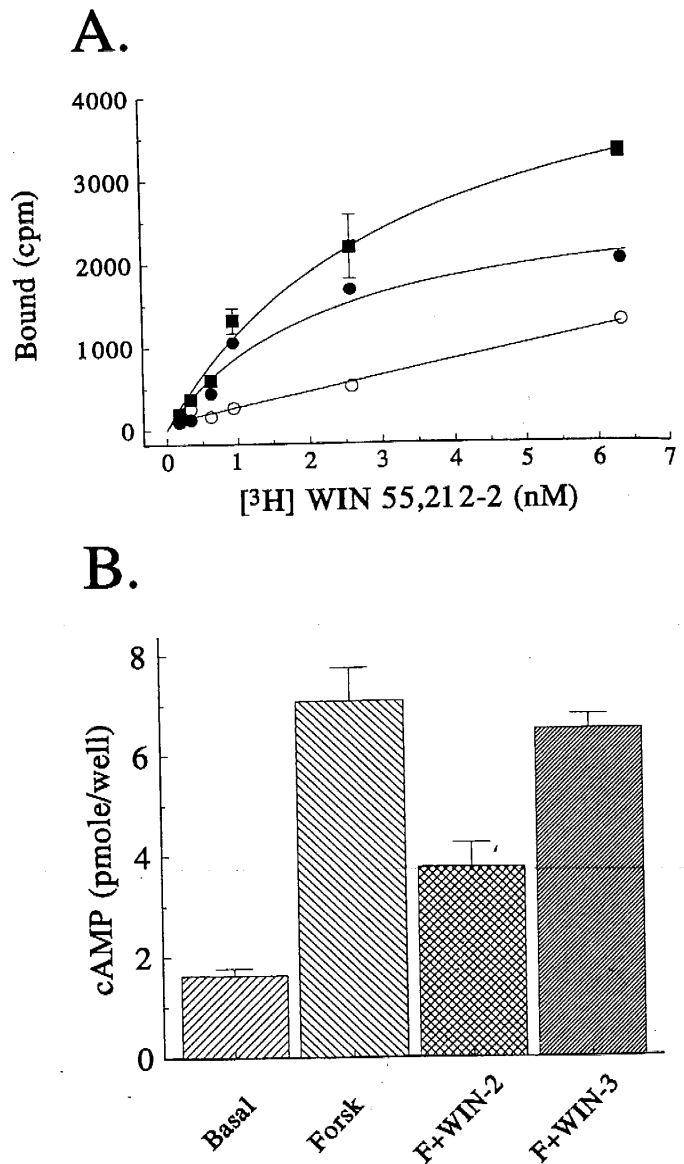 A.
4000
3000
2000
1000
0
Bound (cpm)
0 1 2 3 4 5 6 7
[³H] WIN 55,212-2 (nM)
B.
8
6
4
2
0
cAMP (pmole/well)
Basal
Forsk
F+WIN-2
F+WIN-3